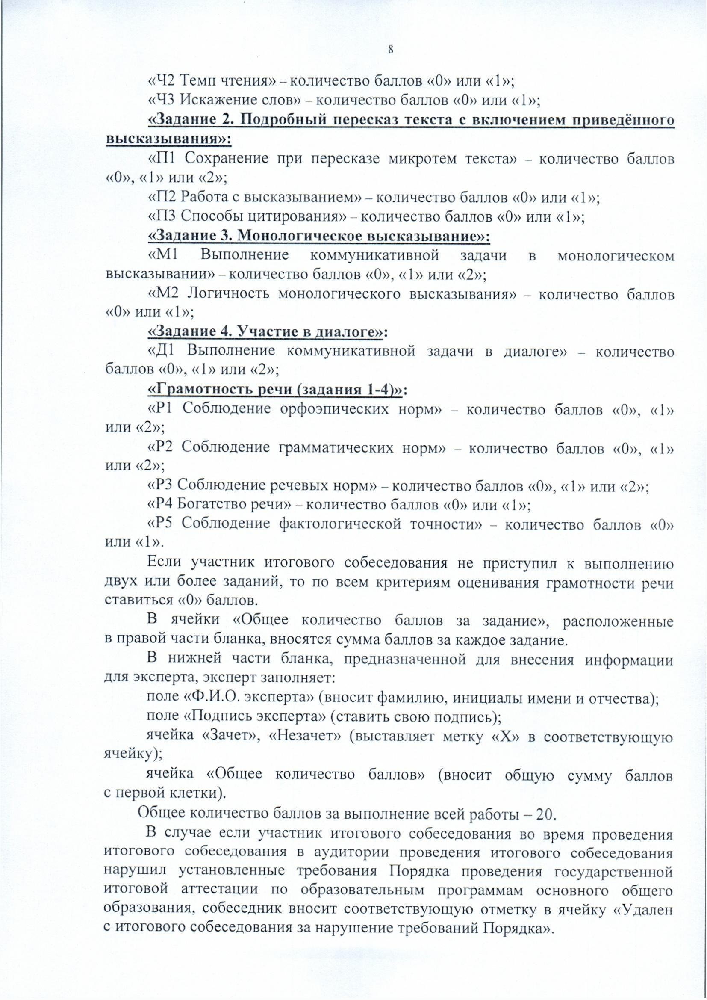 8
«Ч2 Темп чтения» – количество баллов «0» или «1»;
«Ч3 Искажение слов» – количество баллов «0» или «1»;
«Задание 2. Подробный пересказ текста с включением приведённого
высказывания»:
«П1 Сохранение при пересказе микротем текста» – количество баллов
«0», «1» или «2»;
«П2 Работа с высказыванием» – количество баллов «0» или «1»;
«П3 Способы цитирования» – количество баллов «0» или «1»;
«Задание 3. Монологическое высказывание»:
«М1 Выполнение коммуникативной задачи в монологическом
высказывании» – количество баллов «0», «1» или «2»;
«М2 Логичность монологического высказывания» – количество баллов
«0» или «1»;
«Задание 4. Участие в диалоге»:
«Д1 Выполнение коммуникативной задачи в диалоге» – количество
баллов «0», «1» или «2»;
«Грамотность речи (задания 1-4)»:
«Р1 Соблюдение орфоэпических норм» – количество баллов «0», «1»
или «2»;
«Р2 Соблюдение грамматических норм» – количество баллов «0», «1»
или «2»;
«Р3 Соблюдение речевых норм» – количество баллов «0», «1» или «2»;
«Р4 Богатство речи» – количество баллов «0» или «1»;
«Р5 Соблюдение фактологической точности» – количество баллов «0»
или «1».
Если участник итогового собеседования не приступил к выполнению
двух или более заданий, то по всем критериям оценивания грамотности речи
ставиться «0» баллов.
В ячейки «Общее количество баллов за задание», расположенные
в правой части бланка, вносятся сумма баллов за каждое задание.
В нижней части бланка, предназначенной для внесения информации
для эксперта, эксперт заполняет:
поле «Ф.И.О. эксперта» (вносит фамилию, инициалы имени и отчества);
поле «Подпись эксперта» (ставить свою подпись);
ячейка «Зачет», «Незачет» (выставляет метку «Х» в соответствующую
ячейку);
ячейка «Общее количество баллов» (вносит общую сумму баллов
с первой клетки).
Общее количество баллов за выполнение всей работы – 20.
В случае если участник итогового собеседования во время проведения
итогового собеседования в аудитории проведения итогового собеседования
нарушил установленные требования Порядка проведения государственной
итоговой аттестации по образовательным программам основного общего
образования, собеседник вносит соответствующую отметку в ячейку «Удален
с итогового собеседования за нарушение требований Порядка».